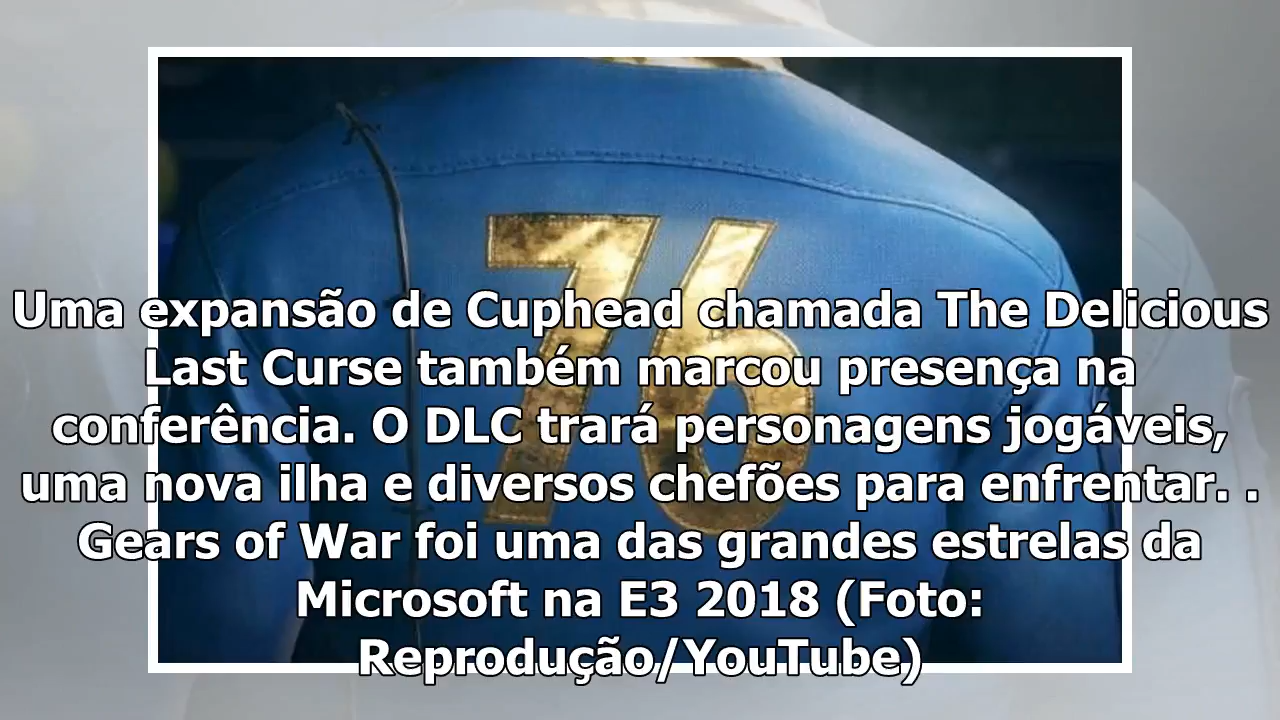 76
Uma expansão de Cuphead chamada The Delicious
Last Curse também marcou presença na
conferência. O DLC trará personagens jogáveis,
uma nova ilha e diversos chefões para enfrentar. .
Gears of War foi uma das grandes estrelas da
Microsoft na E3 2018 (Foto:
Reprodução/YouTube)